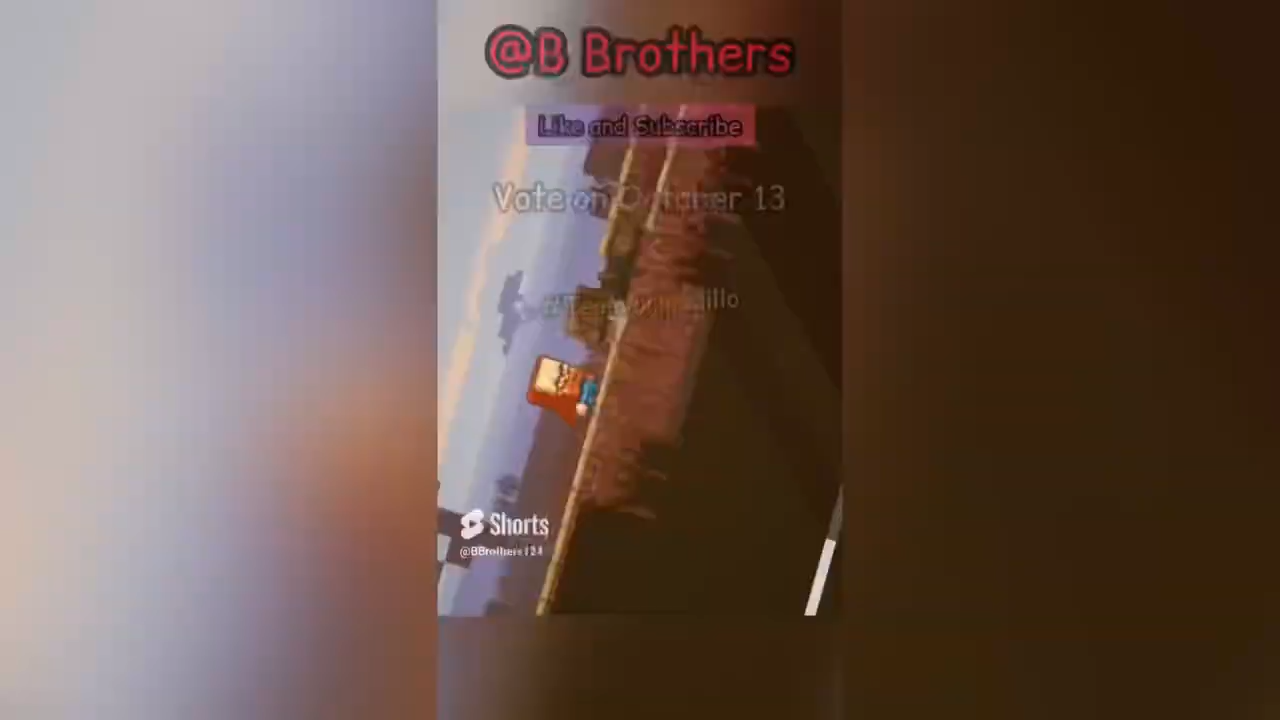 @B Brothers
Like and Subscribe
Vote on October 13
Shorts
@BBrothers124